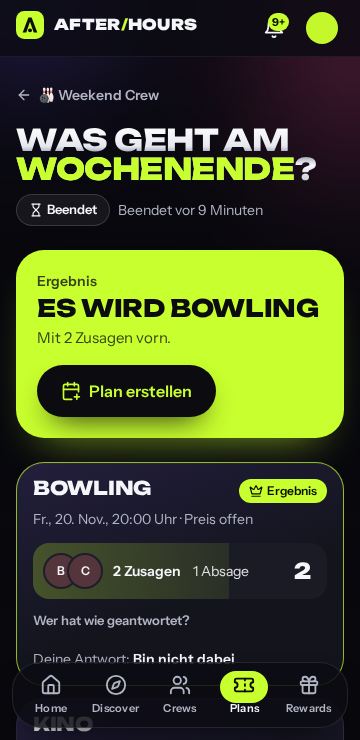 AFTER/HOURS
9+
Weekend Crew
WAS GEHT AM
WOCHENENDE?
Beendet
Beendet vor 9 Minuten
Ergebnis
ES WIRD BOWLING
Mit 2 Zusagen vorn.
Plan erstellen
BOWLING
Ergebnis
Fr., 20. Nov., 20:00 Uhr · Preis offen
B C 2 Zusagen 1 Absage 2
Wer hat wie geantwortet?
Deine Antwort: Bin nicht dabei
Home Discover Crews Plans Rewards
KINO